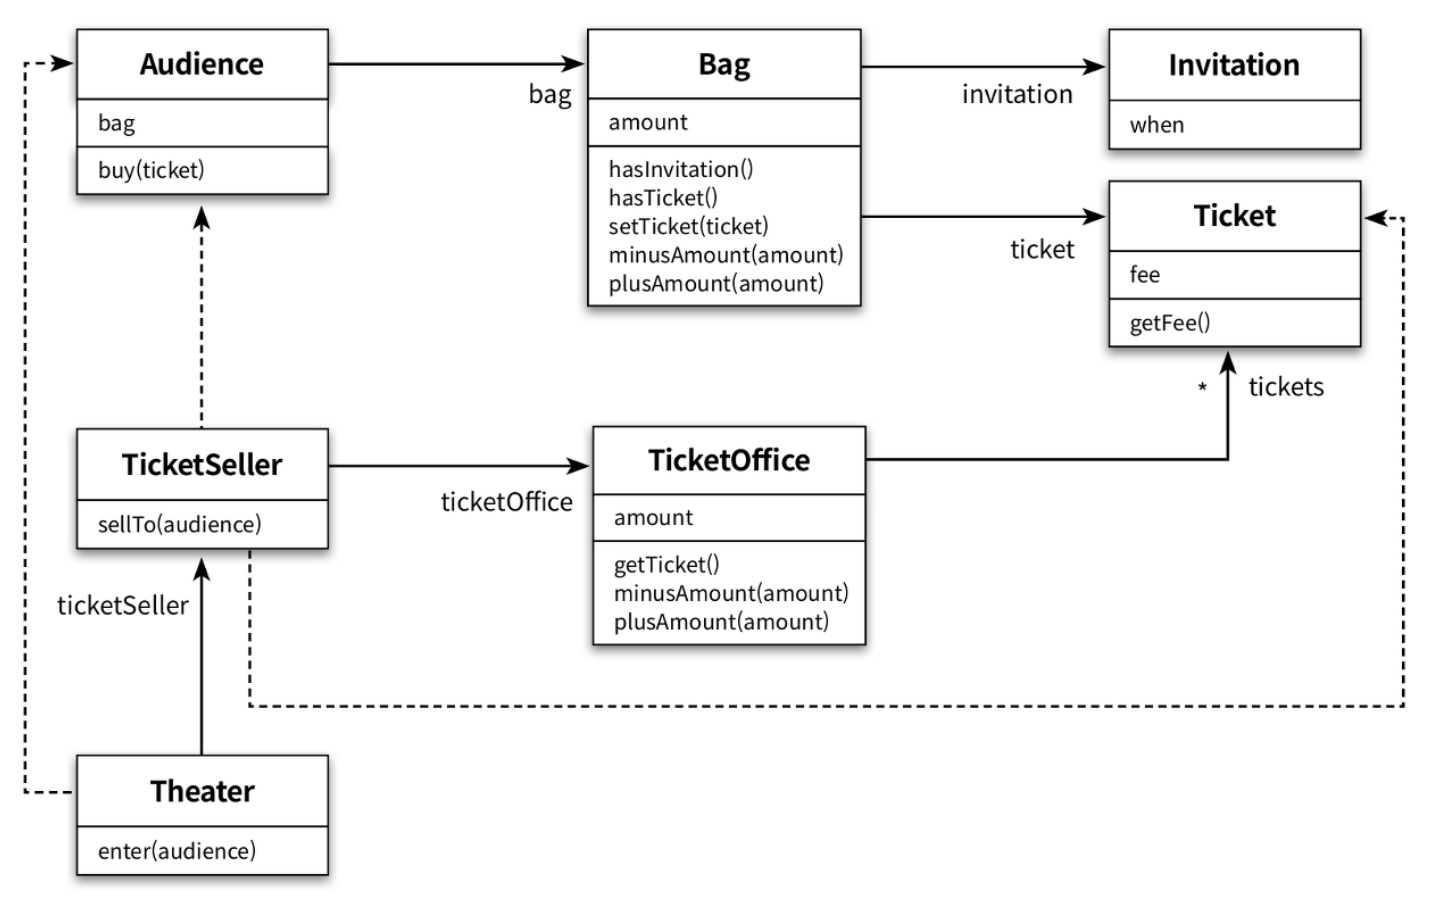 Audience
bag
buy(ticket)
bag
Bag
amount
hasInvitation()
hasTicket()
setTicket(ticket)
minusAmount(amount)
plusAmount(amount)
invitation
Invitation
when
ticket
Ticket
fee
getFee()
* tickets
TicketSeller
sellTo(audience)
ticketOffice
TicketOffice
amount
getTicket()
minusAmount(amount)
plusAmount(amount)
ticketSeller
Theater
enter(audience)